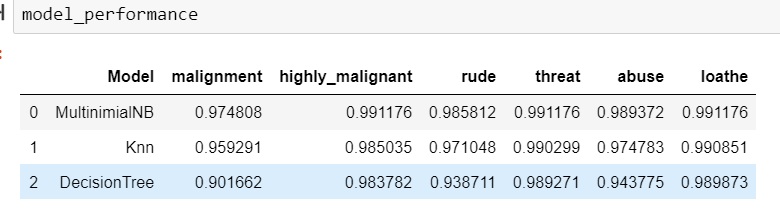 model_performance
Model malignment highly_malignant rude threat abuse loathe
0 MultinimialNB 0.974808 0.991176 0.985812 0.991176 0.989372 0.991176
1 Knn 0.959291 0.985035 0.971048 0.990299 0.974783 0.990851
2 DecisionTree 0.901662 0.983782 0.938711 0.989271 0.943775 0.989873